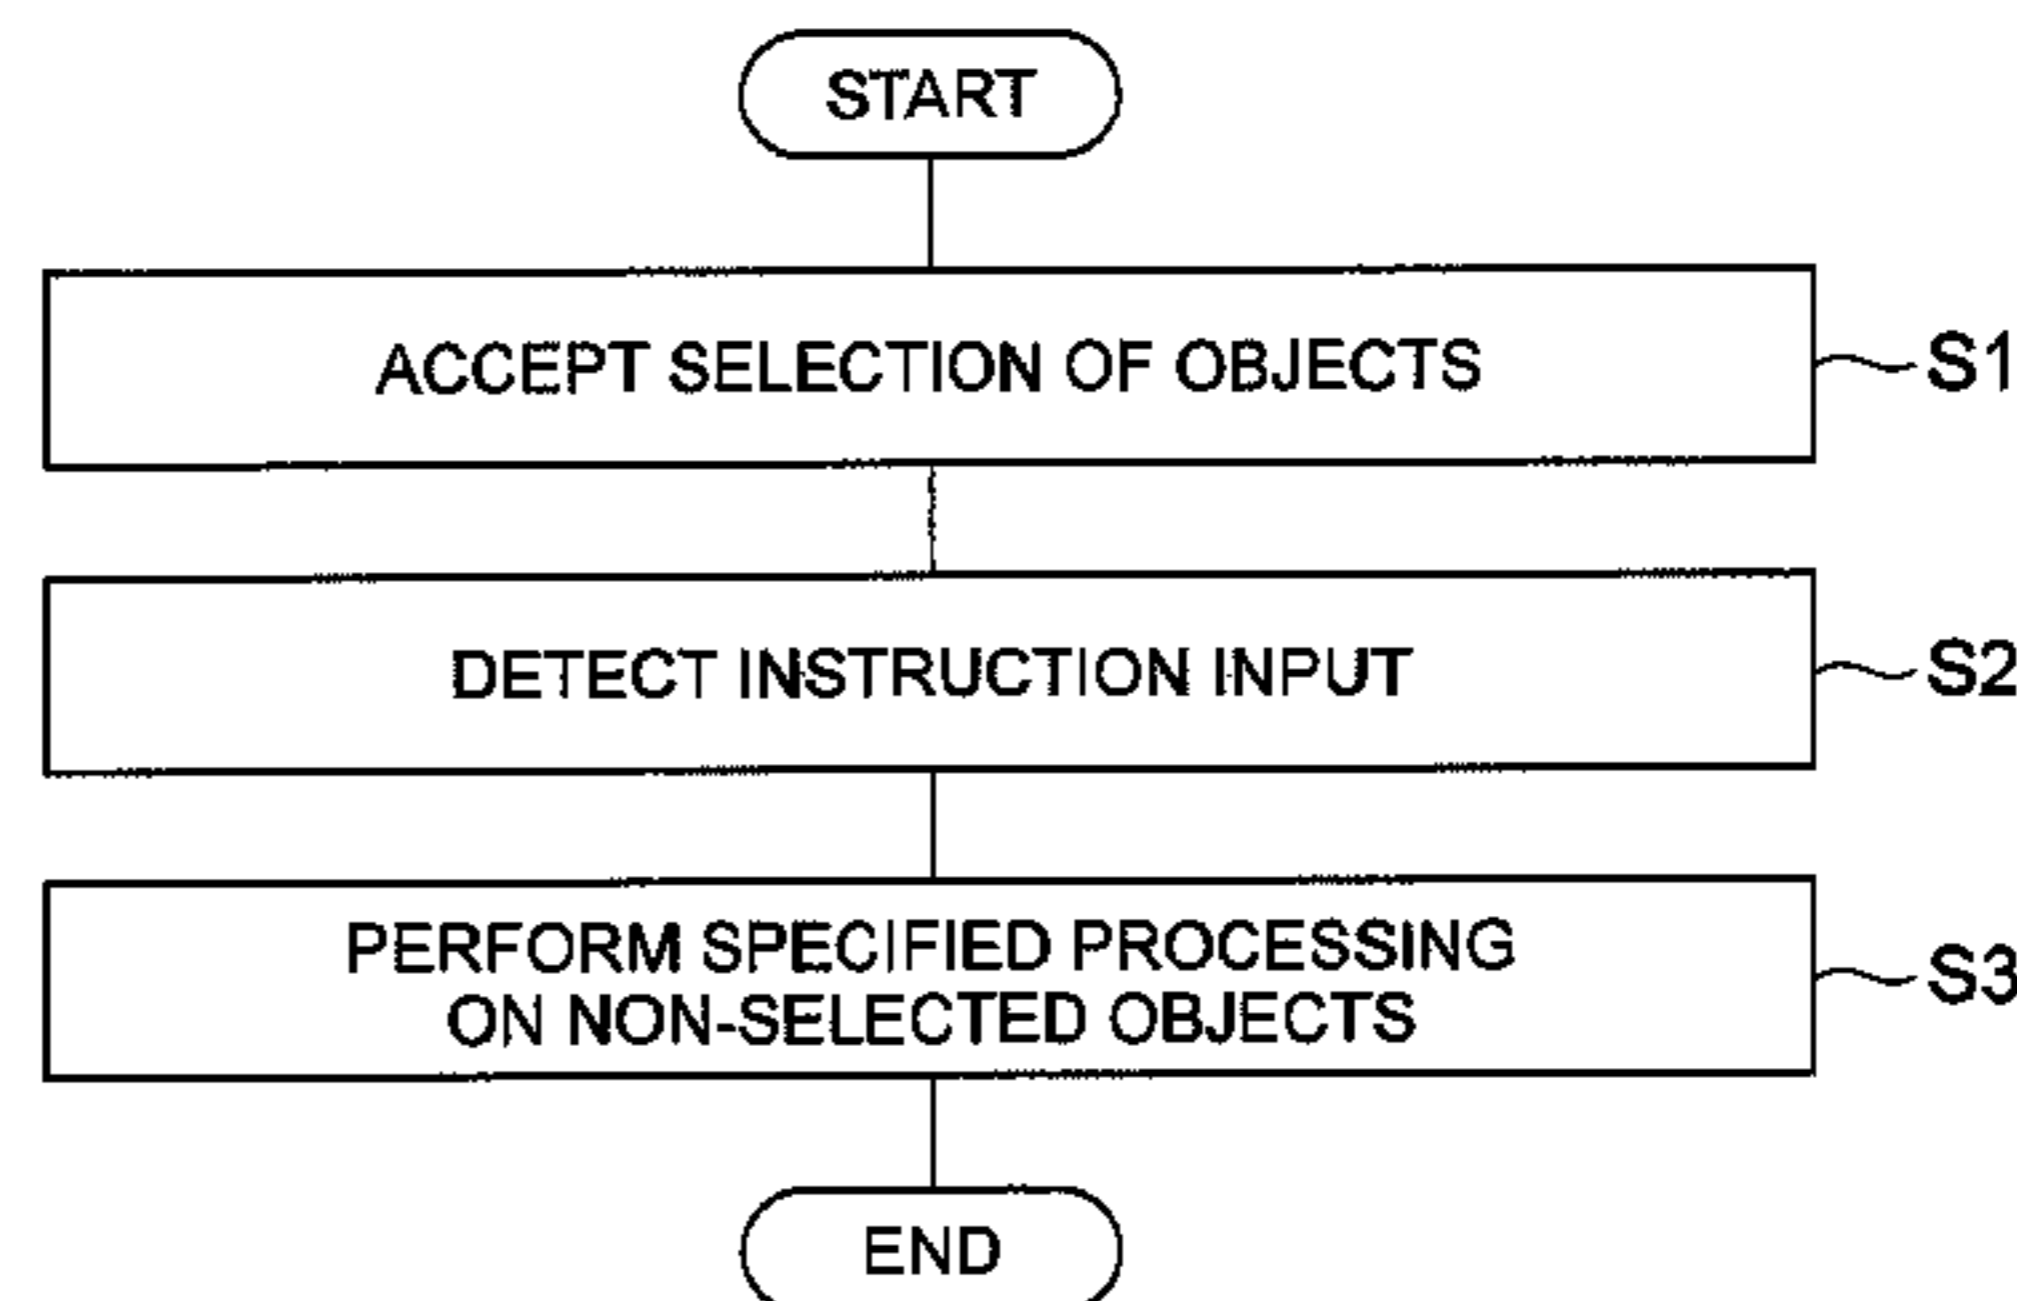 START
ACCEPT SELECTION OF OBJECTS
S1
DETECT INSTRUCTION INPUT
S2
PERFORM SPECIFIED PROCESSING
ON NON-SELECTED OBJECTS
S3
END